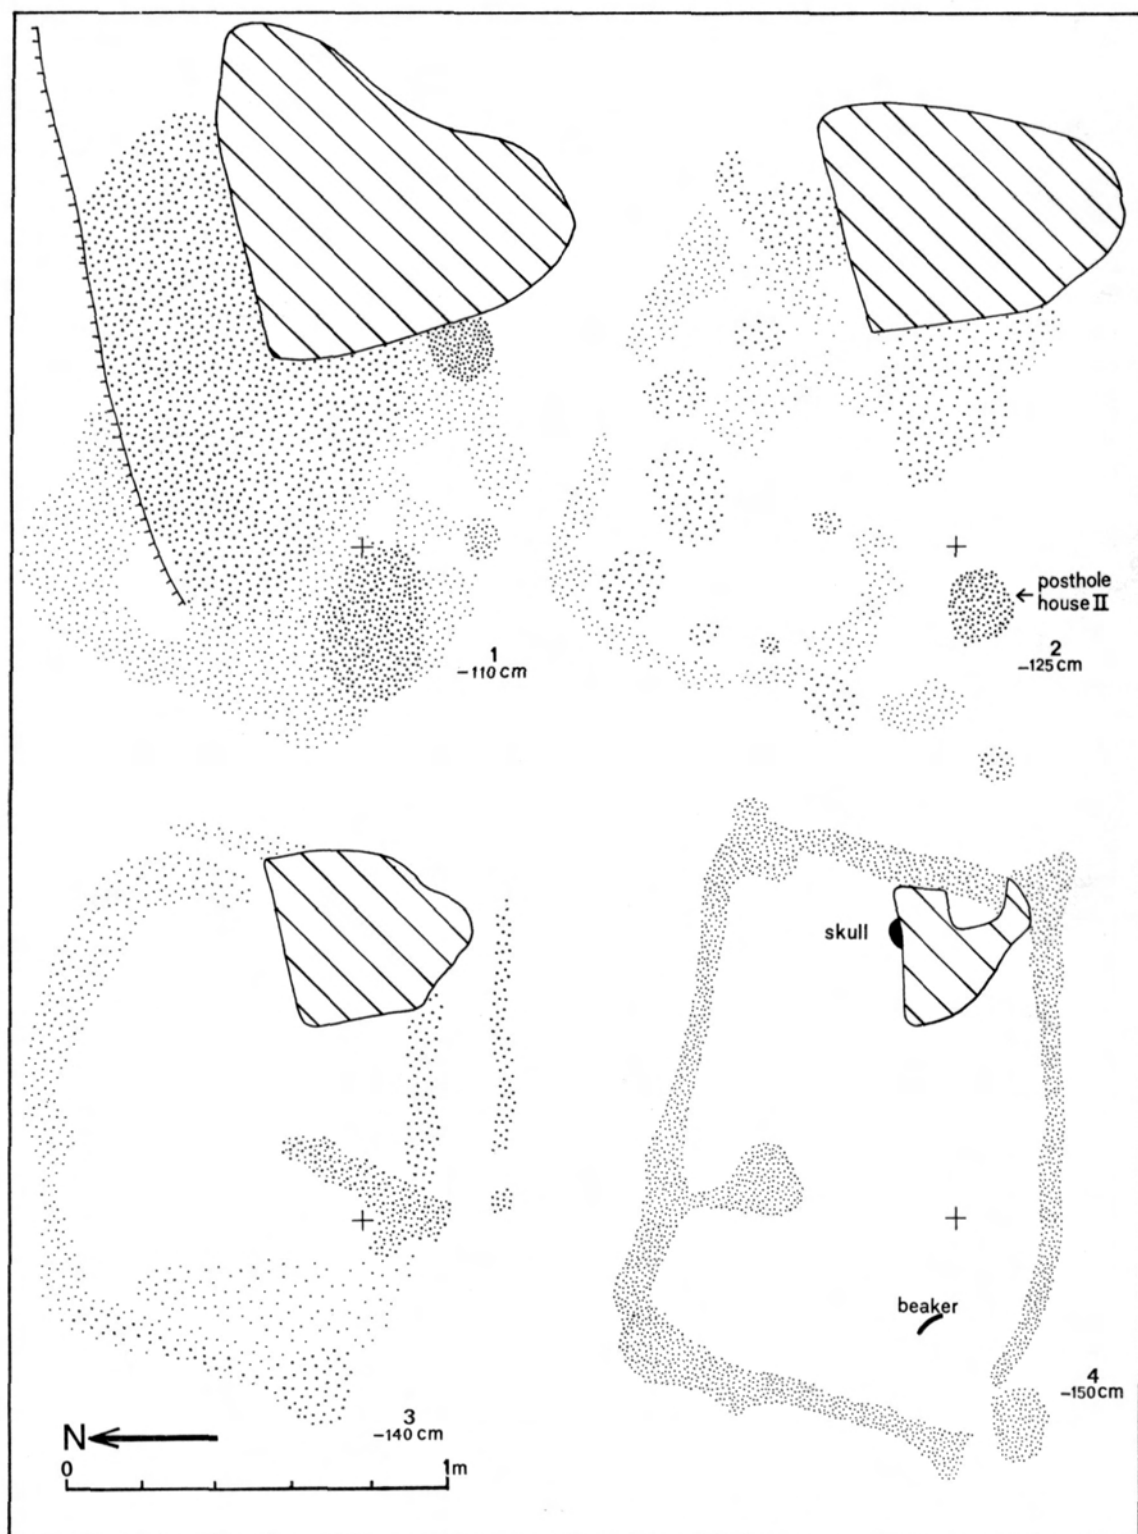 1
-110 cm
posthole
house II
2
-125 cm
skull
beaker
3
-140 cm
4
-150 cm
N
0 1m